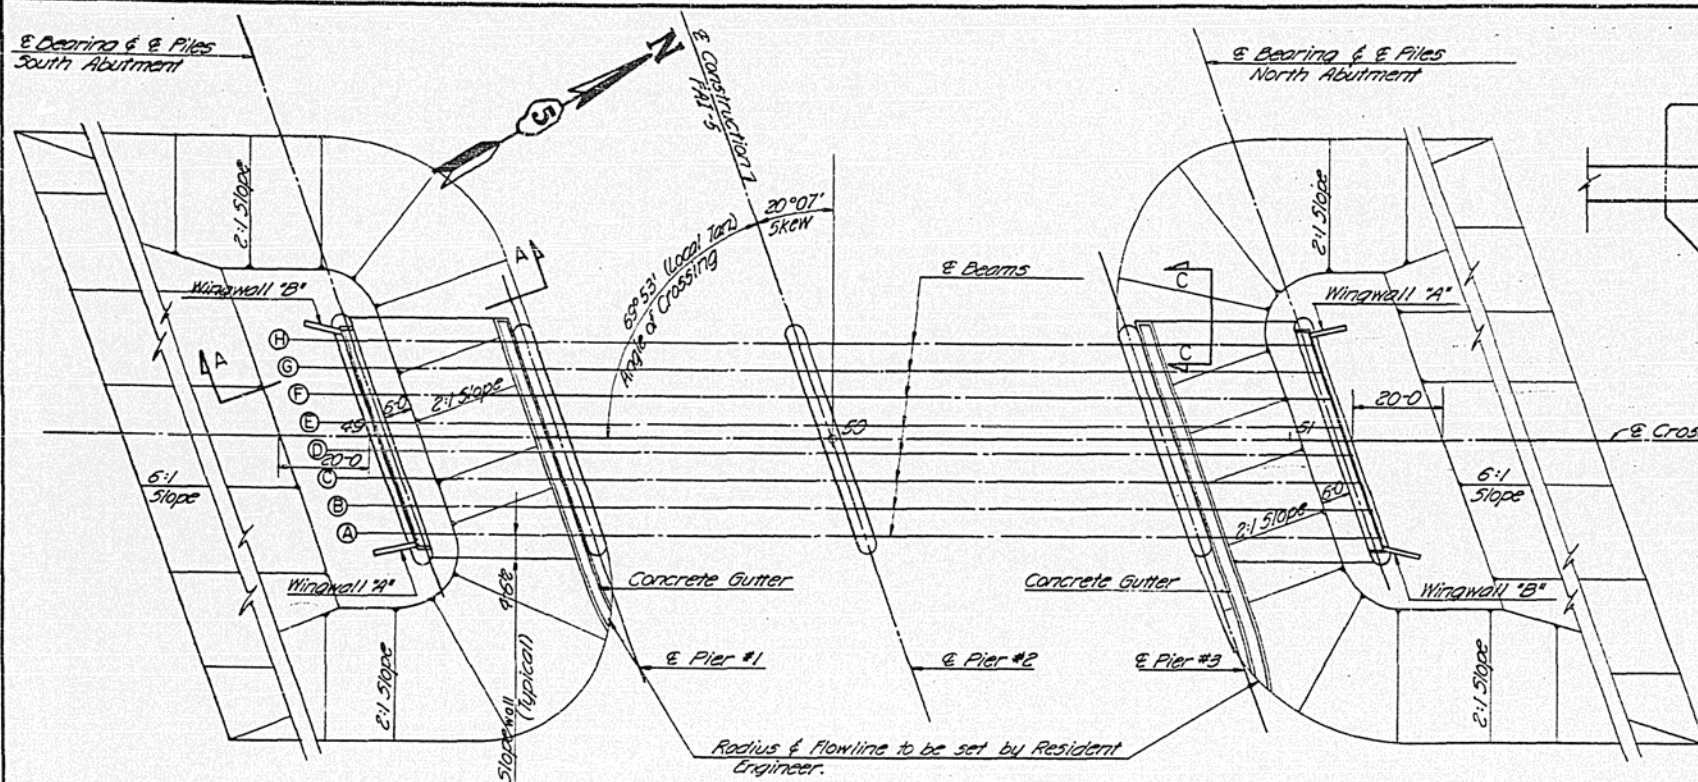 ℄ Bearing & ℄ Piles
South Abutment
N
5
℄ Construction
FAI-5
℄ Bearing & ℄ Piles
North Abutment
2:1 Slope
20°07'
Skew
69°53' (Local Tan)
Angle of Crossing
A
A
℄ Beams
C
C
2:1 Slope
Wingwall "B"
Wingwall "A"
H
G
F
E
D
C
B
A
6-0
2:1 Slope
49
20-0
50
51
20-0
℄ Cros
6:1
Slope
6:1
Slope
6-0
2:1 Slope
Wingwall "A"
Concrete Gutter
Concrete Gutter
Wingwall "B"
2:1 Slope
Slopewall
(Typical)
℄ Pier #1
℄ Pier #2
℄ Pier #3
2:1 Slope
Radius & Flowline to be set by Resident
Engineer.